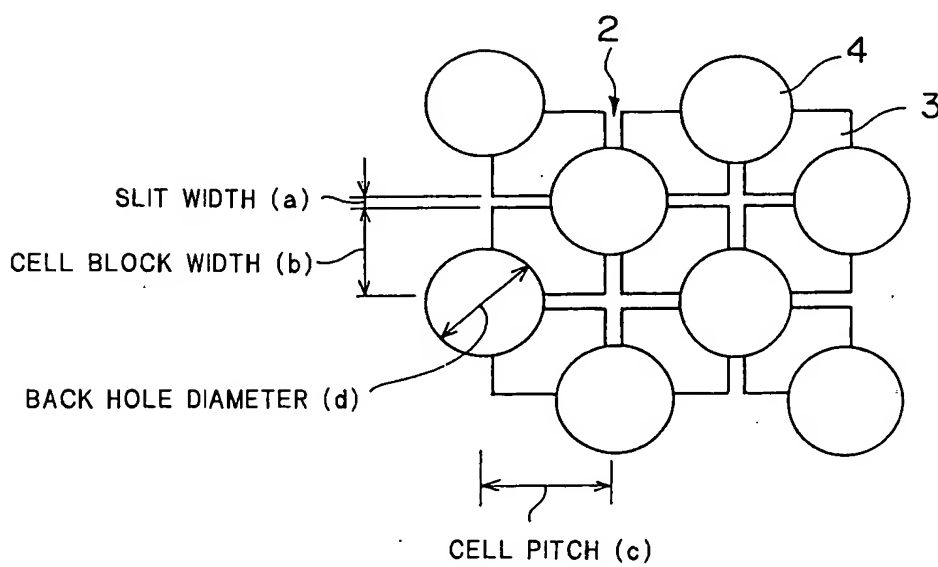 2
4
3
SLIT WIDTH (a)
CELL BLOCK WIDTH (b)
BACK HOLE DIAMETER (d)
CELL PITCH (c)